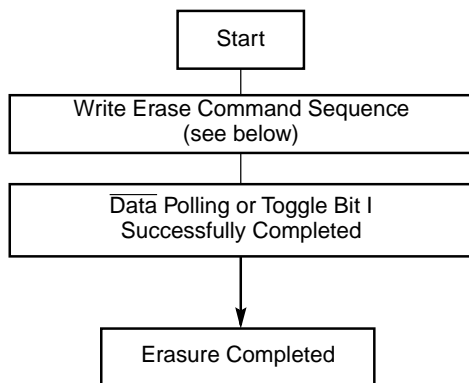 Start
Write Erase Command Sequence
(see below)
Data Polling or Toggle Bit I
Successfully Completed
Erasure Completed